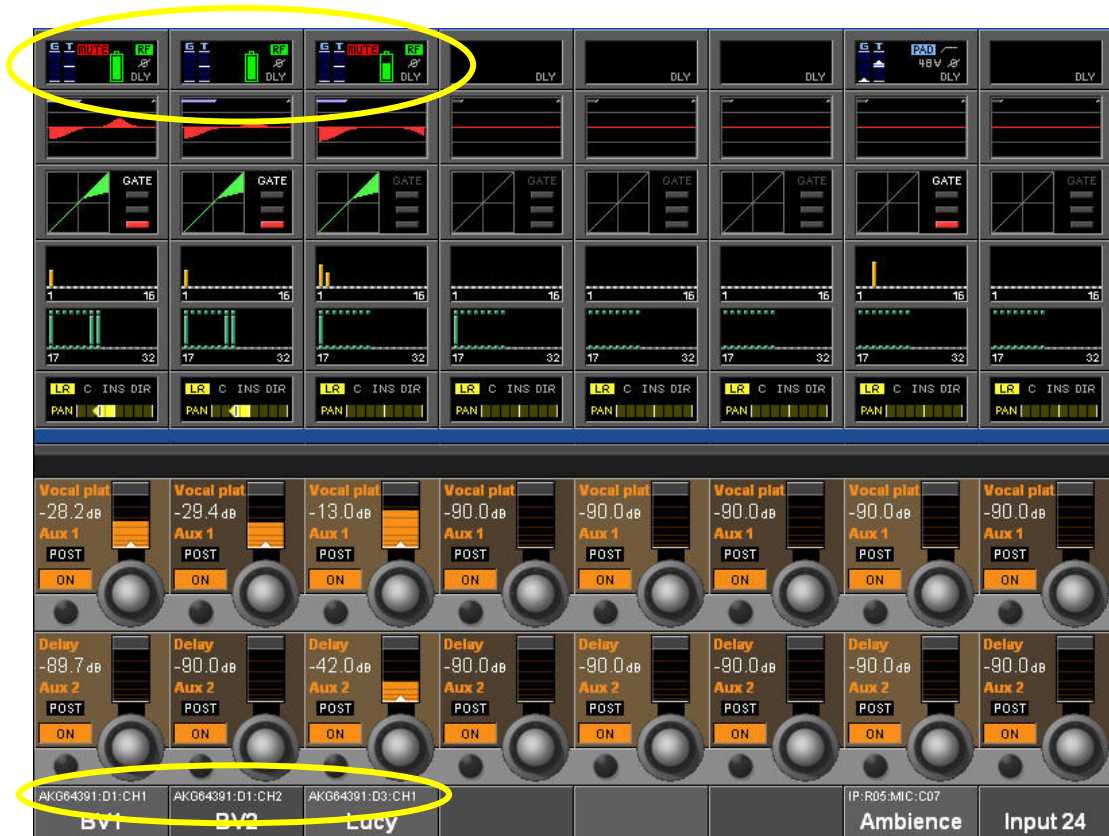 G T MUTE RF G T RF G T MUTE RF G T PAD
48V
DLY DLY DLY DLY DLY DLY DLY DLY
GATE GATE GATE GATE GATE GATE GATE GATE
1 16 1 16 1 16 1 16 1 16 1 16 1 16 1 16
17 32 17 32 17 32 17 32 17 32 17 32 17 32 17 32
LR C INS DIR LR C INS DIR LR C INS DIR LR C INS DIR LR C INS DIR LR C INS DIR LR C INS DIR LR C INS DIR
PAN PAN PAN PAN PAN PAN PAN PAN
Vocal plat Vocal plat Vocal plat Vocal plat Vocal plat Vocal plat Vocal plat Vocal plat
-28.2dB -29.4dB -13.0dB -90.0dB -90.0dB -90.0dB -90.0dB -90.0dB
Aux 1 Aux 1 Aux 1 Aux 1 Aux 1 Aux 1 Aux 1 Aux 1
POST POST POST POST POST POST POST POST
ON ON ON ON ON ON ON ON
Delay Delay Delay Delay Delay Delay Delay Delay
-89.7dB -90.0dB -42.0dB -90.0dB -90.0dB -90.0dB -90.0dB -90.0dB
Aux 2 Aux 2 Aux 2 Aux 2 Aux 2 Aux 2 Aux 2 Aux 2
POST POST POST POST POST POST POST POST
ON ON ON ON ON ON ON ON
AKG64391:D1:CH1 AKG64391:D1:CH2 AKG64391:D3:CH1 IP:R05:MIC:C07
BV1 BV2 Lucy Ambience Input 24